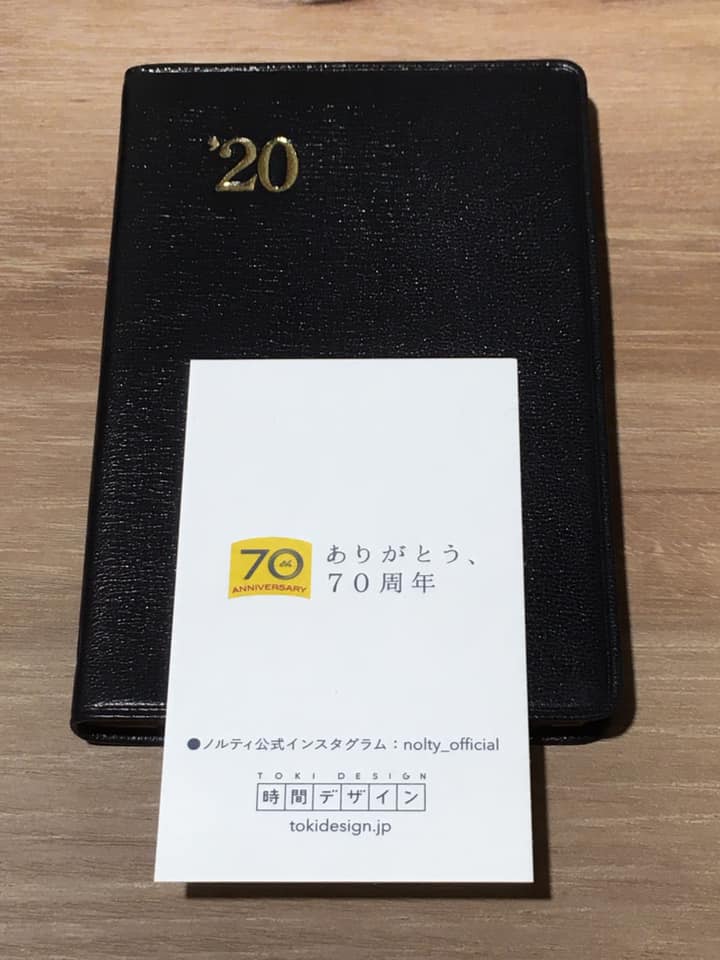 '20
70th
ANNIVERSARY
ありがとう、
70周年
●ノルティ公式インスタグラム：nolty_official
TOKI DESIGN
時間デザイン
tokidesign.jp